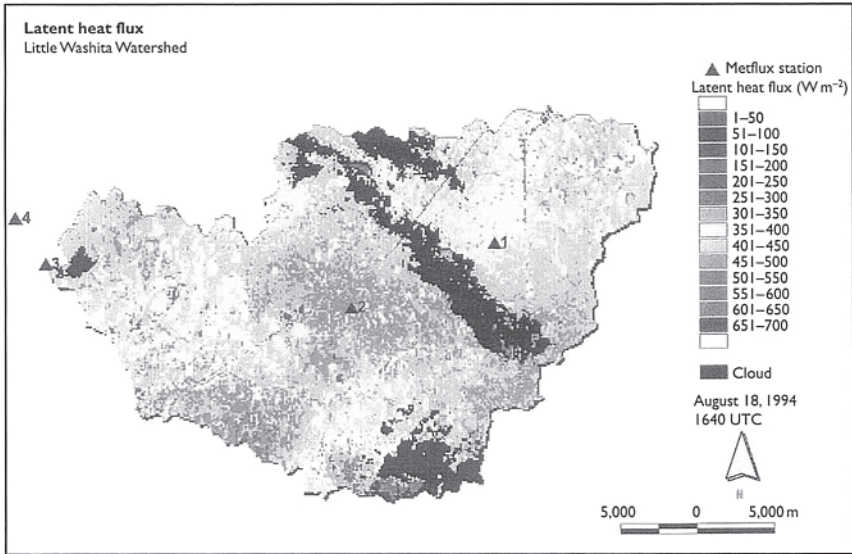 Latent heat flux
Little Washita Watershed
Metflux station
Latent heat flux (W m⁻²)
1–50
51–100
101–150
151–200
201–250
251–300
301–350
351–400
401–450
451–500
501–550
551–600
601–650
651–700
Cloud
August 18, 1994
1640 UTC
N
5,000 0 5,000 m
4
3
1
2
5